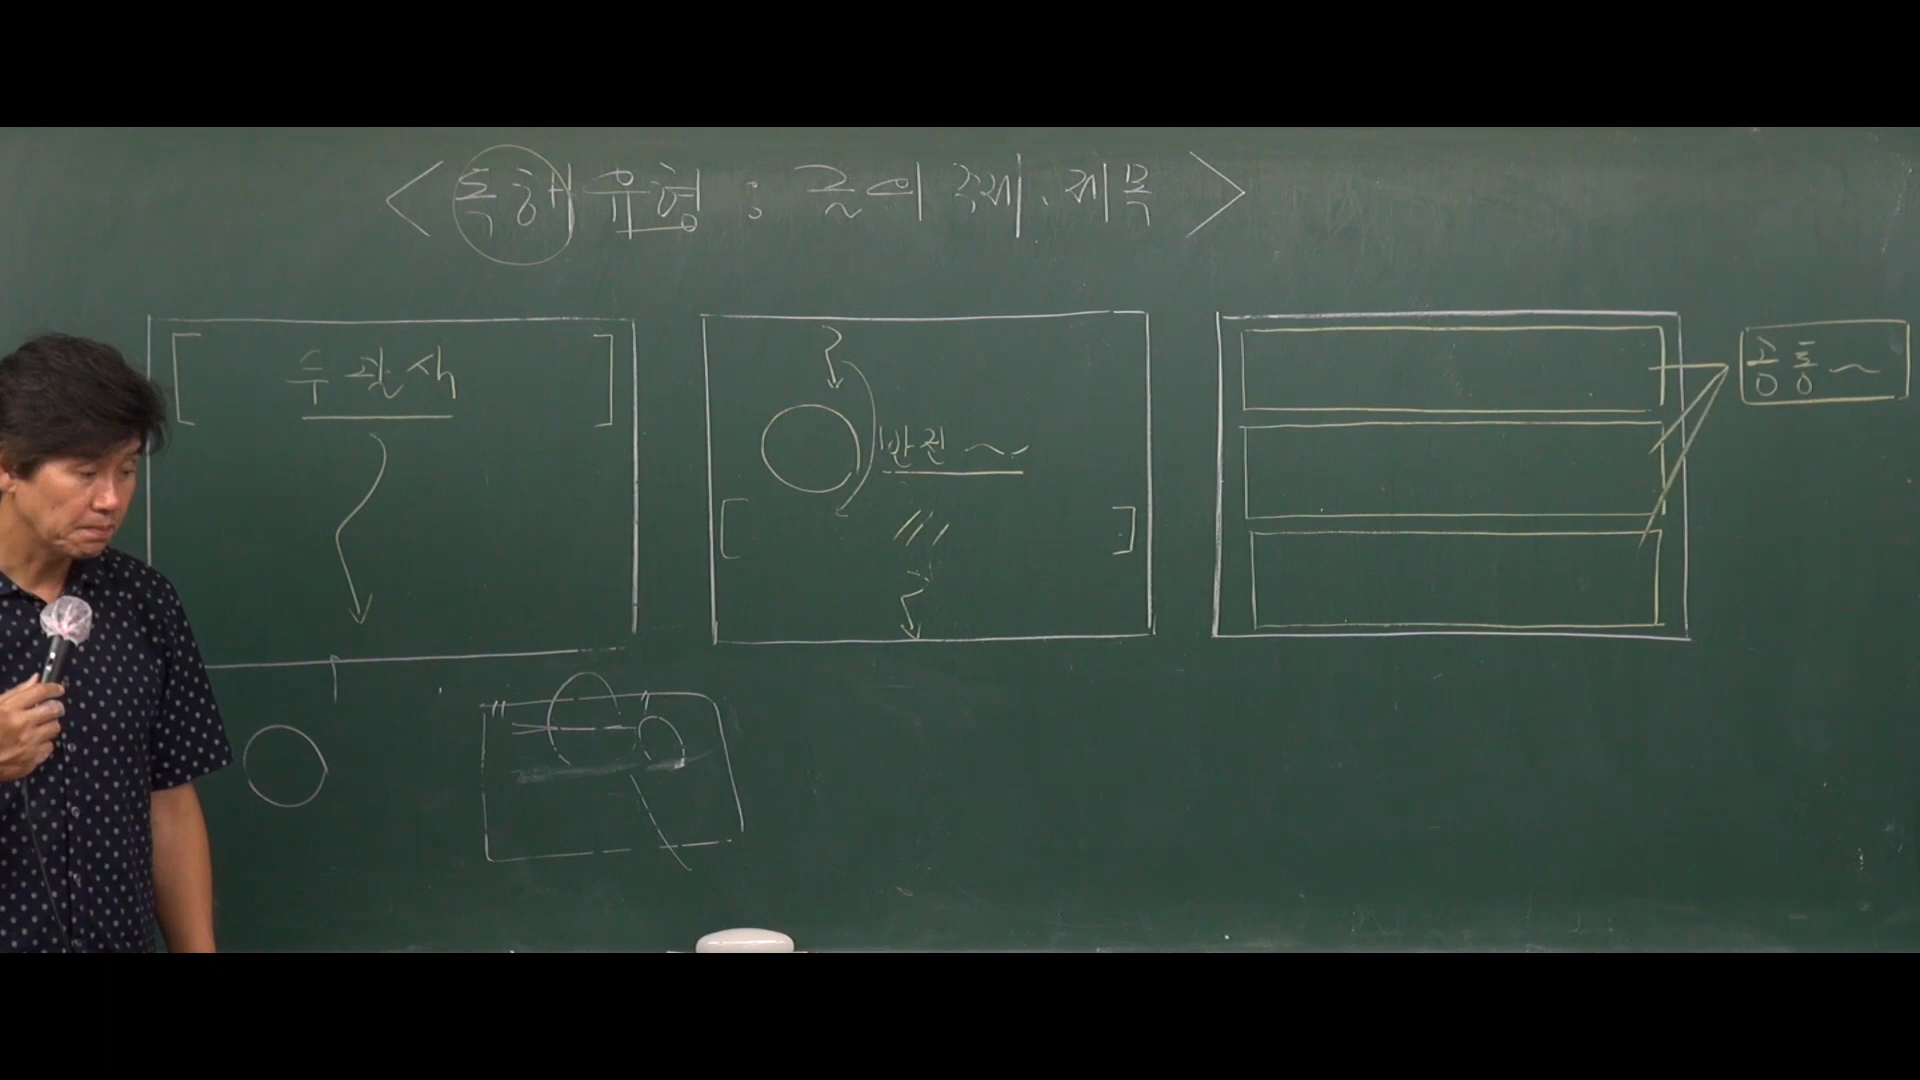 <독해 유형 : 글의 주제. 제목>
두괄식
반전 ~
공통 ~